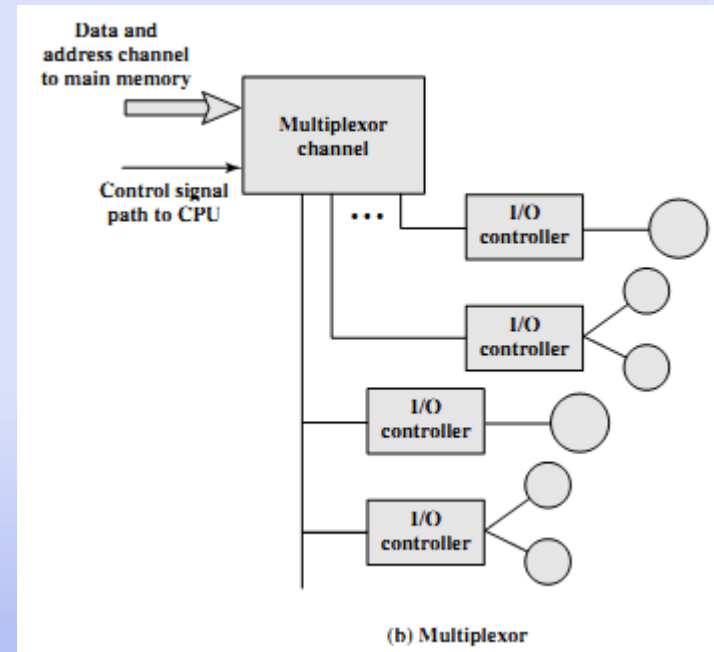 Data and
address channel
to main memory
Multiplexor
channel
Control signal
path to CPU
•••
I/O
controller
I/O
controller
I/O
controller
I/O
controller
(b) Multiplexor